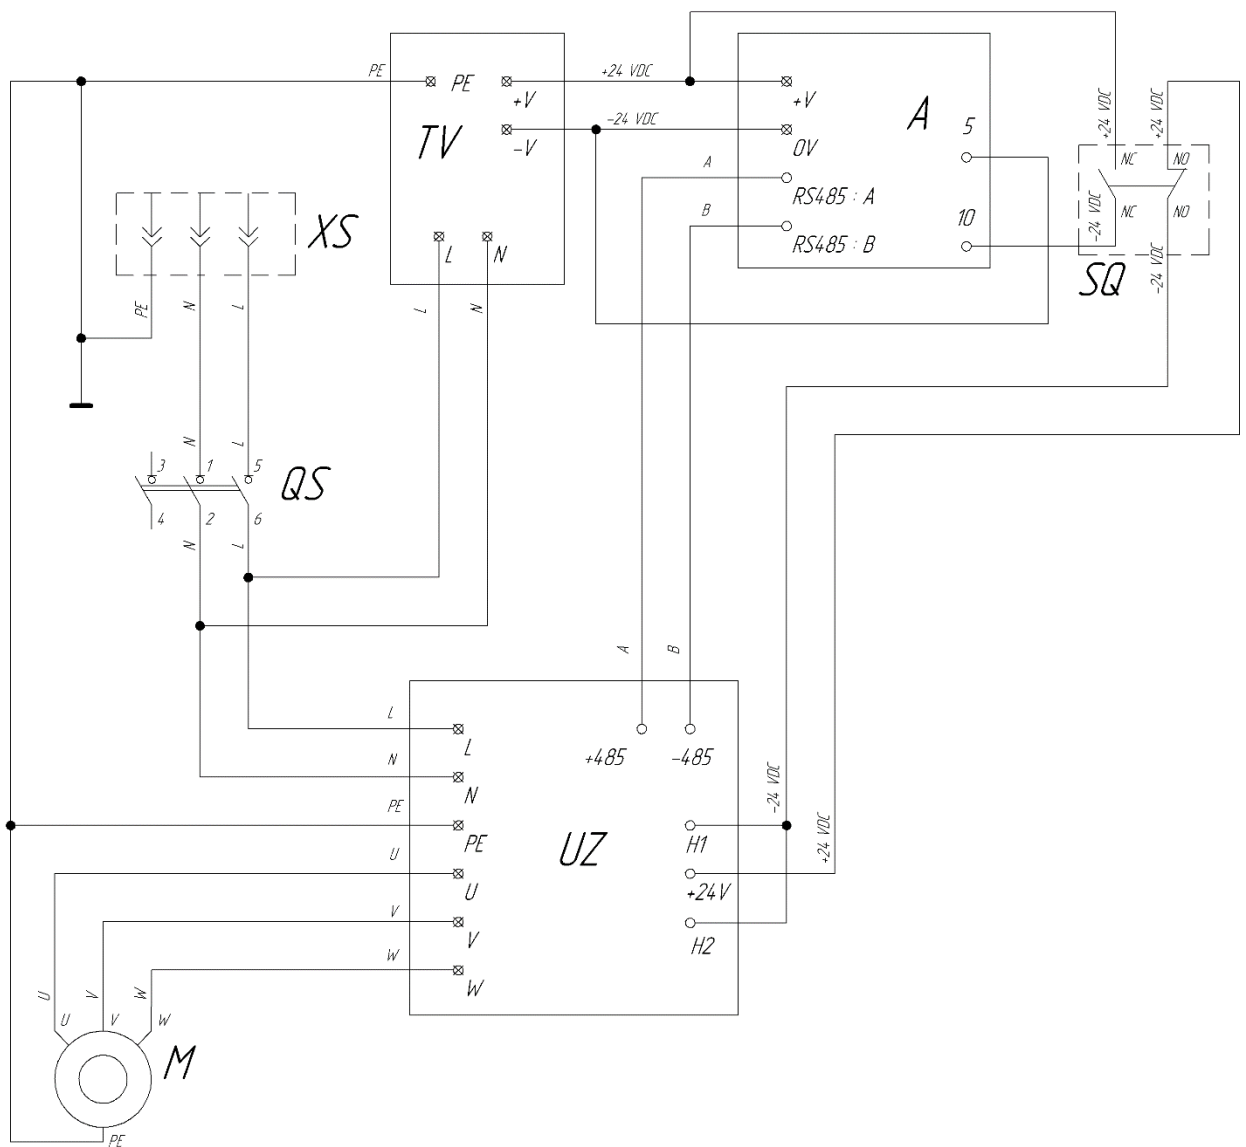 PE
PE
+V
-V
TV
L
N
+24 VDC
-24 VDC
+V
0V
RS485 : A
RS485 : B
A
5
10
A
B
+24 VDC
+24 VDC
NC
NO
NC
NO
-24 VDC
-24 VDC
SQ
XS
PE
N
L
L
N
N
L
3
1
5
QS
4
2
6
N
L
A
B
L
L
+485
-485
N
N
PE
PE
UZ
H1
-24 VDC
+24 VDC
U
U
+24V
V
V
H2
W
W
U
V
W
U
V
W
M
PE